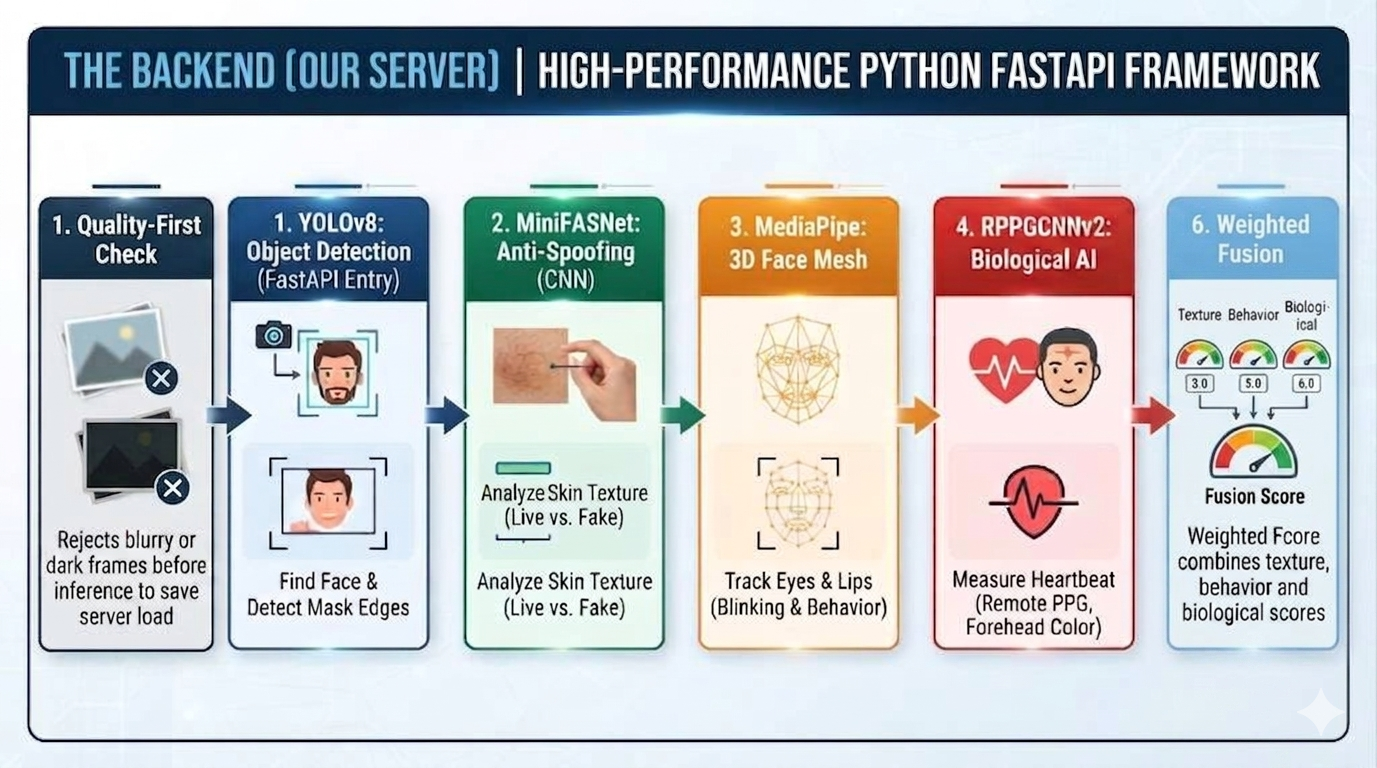 THE BACKEND (OUR SERVER) | HIGH-PERFORMANCE PYTHON FASTAPI FRAMEWORK
1. Quality-First
Check
Rejects blurry or
dark frames before
inference to save
server load
1. YOLOv8:
Object Detection
(FastAPI Entry)
Find Face &
Detect Mask Edges
2. MiniFASNet:
Anti-Spoofing
(CNN)
Analyze Skin Texture
(Live vs. Fake)
Analyze Skin Texture
(Live vs. Fake)
3. MediaPipe:
3D Face Mesh
Track Eyes & Lips
(Blinking & Behavior)
4. RPPGCNNv2:
Biological AI
Measure Heartbeat
(Remote PPG,
Forehead Color)
6. Weighted
Fusion
Texture Behavior Biologi-
ical
3.0 5.0 6.0
Fusion Score
Weighted Fcore
combines texture,
behavior and
biological scores